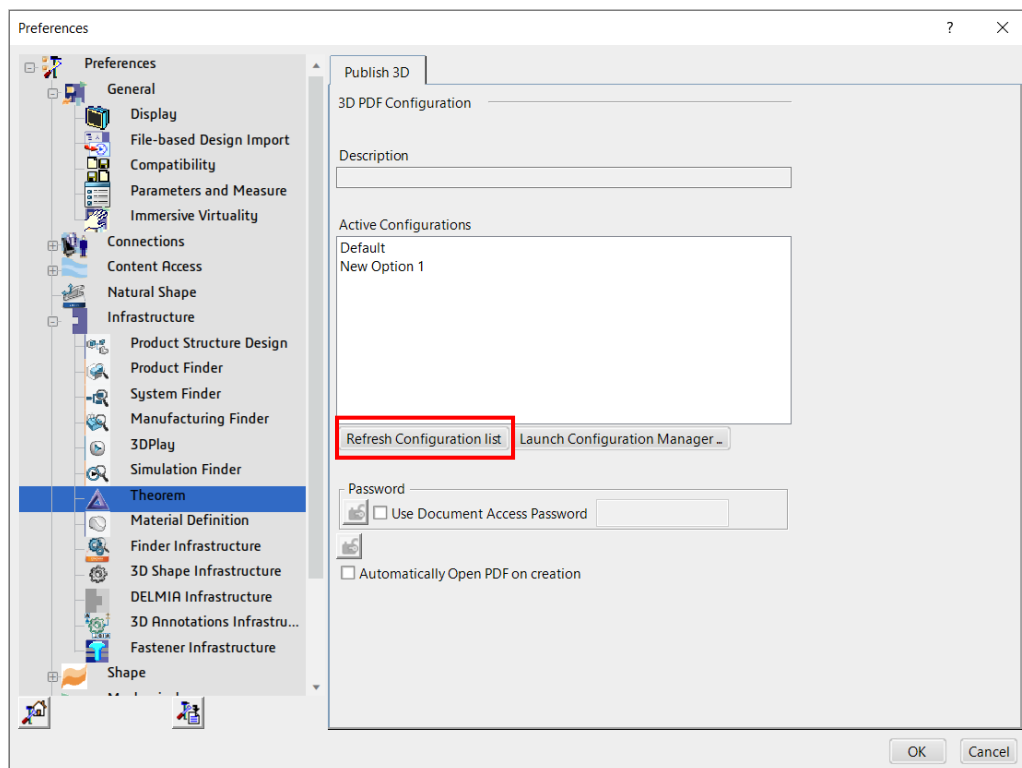 Preferences
?
Preferences
General
Display
File-based Design Import
Compatibility
Parameters and Measure
Immersive Virtuality
Connections
Content Access
Natural Shape
Infrastructure
Product Structure Design
Product Finder
System Finder
Manufacturing Finder
3DPlay
Simulation Finder
Theorem
Material Definition
Finder Infrastructure
3D Shape Infrastructure
DELMIA Infrastructure
3D Annotations Infrastru...
Fastener Infrastructure
Shape
Publish 3D
3D PDF Configuration
Description
Active Configurations
Default
New Option 1
Refresh Configuration list Launch Configuration Manager ...
Password
Use Document Access Password
Automatically Open PDF on creation
OK Cancel